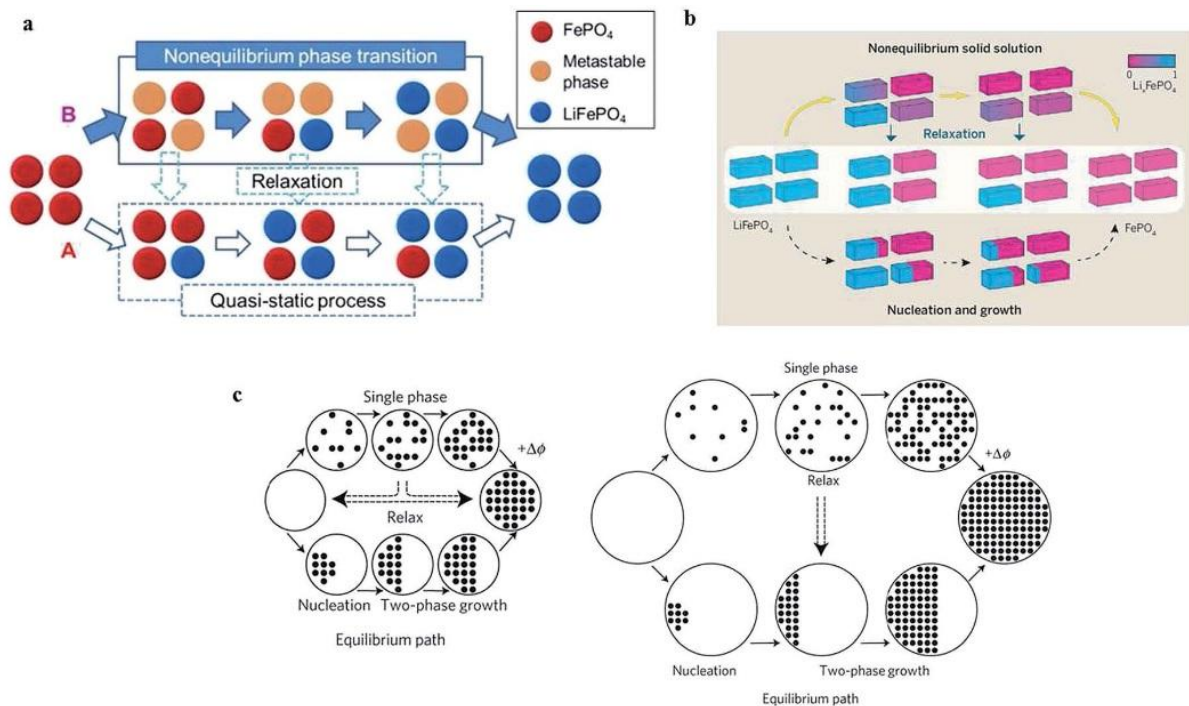 a
Nonequilibrium phase transition
B
Relaxation
A
Quasi-static process
FePO₄
Metastable
phase
LiFePO₄
b
Nonequilibrium solid solution
0 1
LiₓFePO₄
Relaxation
LiFePO₄
FePO₄
Nucleation and growth
c
Single phase
+Δϕ
Relax
Nucleation Two-phase growth
Equilibrium path
Single phase
+Δϕ
Relax
Nucleation Two-phase growth
Equilibrium path